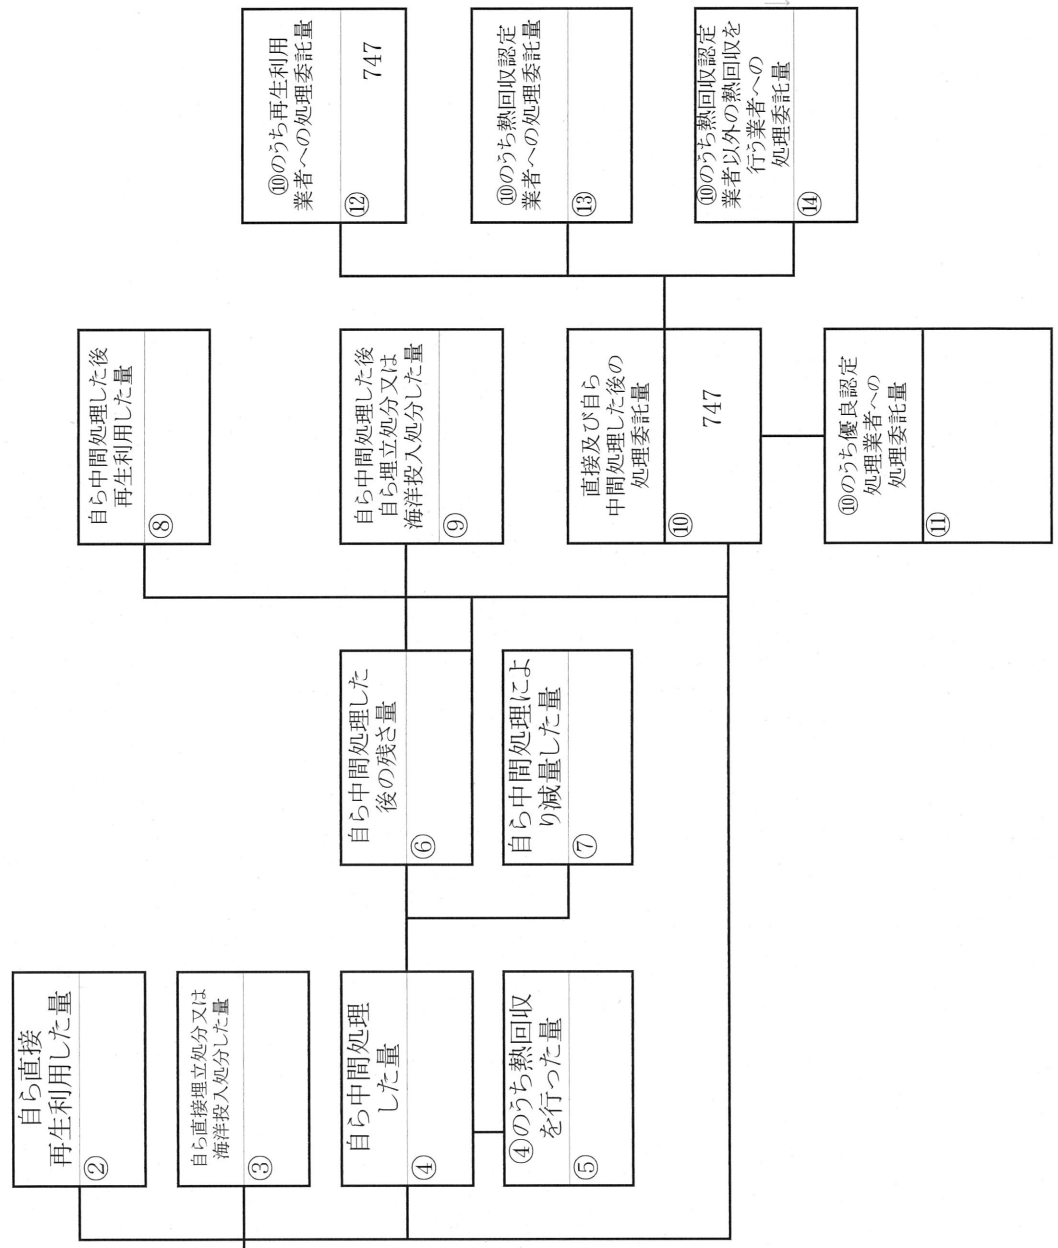 自ら直接
再生利用した量
②
自ら直接埋立処分又は
海洋投入処分した量
③
自ら中間処理
した量
④
④のうち熱回収
を行った量
⑤
自ら中間処理した
後の残さ量
⑥
自ら中間処理によ
り減量した量
⑦
自ら中間処理した後
再生利用した量
⑧
自ら中間処理した後
自ら埋立処分又は
海洋投入処分した量
⑨
直接及び自ら
中間処理した後の
処理委託量
⑩
747
⑩のうち優良認定
処理業者への
処理委託量
⑪
⑩のうち再生利用
業者への処理委託量
⑫
747
⑩のうち熱回収認定
業者への処理委託量
⑬
⑩のうち熱回収認定
業者以外の熱回収を
行う業者への
処理委託量
⑭